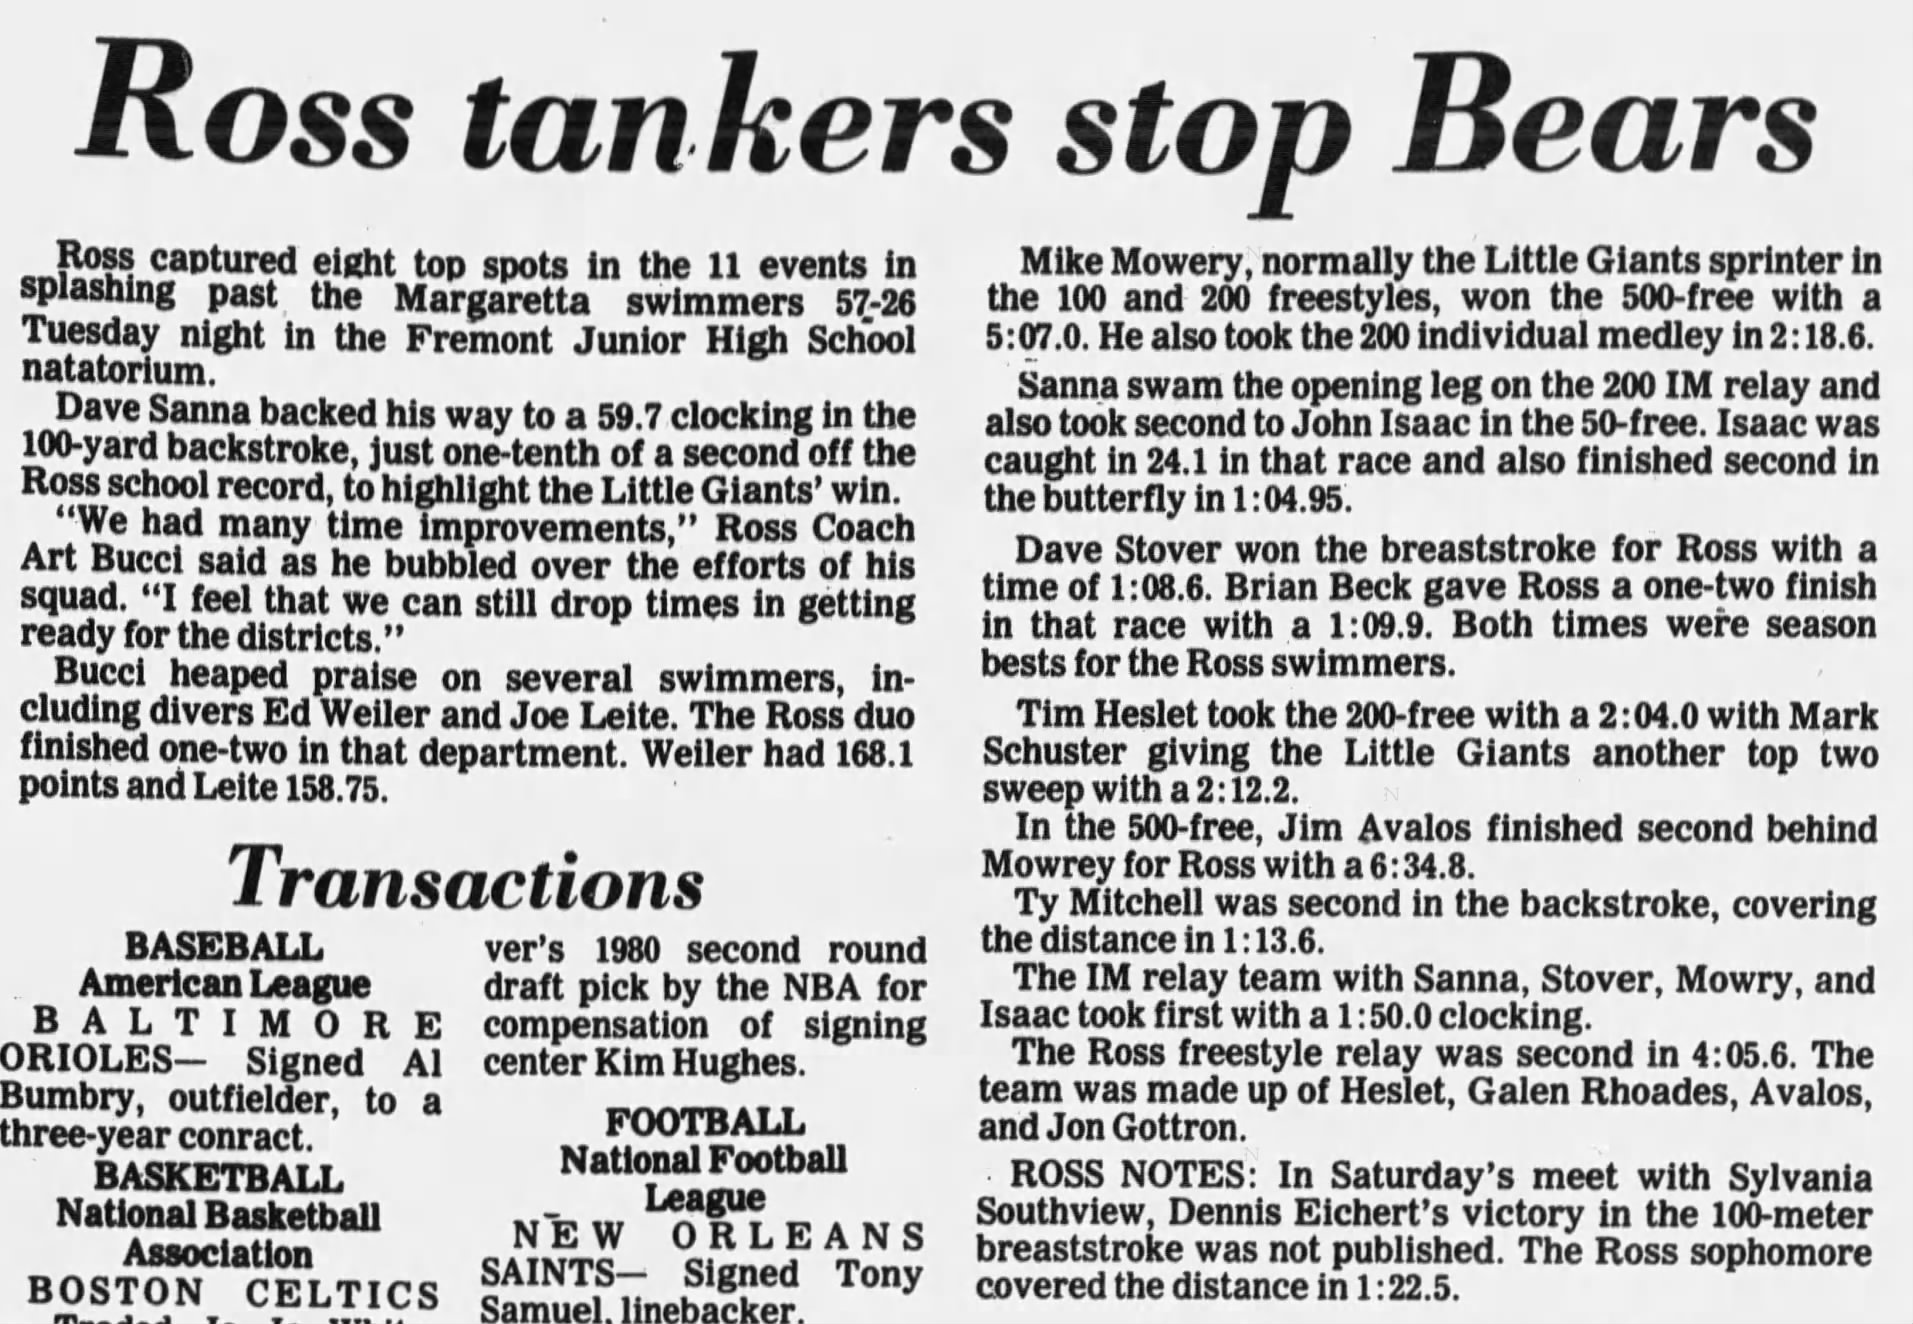 Ross tankers stop Bears
Ross captured eight top spots in the 11 events in
splashing past the Margaretta swimmers 57-26
Tuesday night in the Fremont Junior High School
natatorium.
Dave Sanna backed his way to a 59.7 clocking in the
100-yard backstroke, just one-tenth of a second off the
Ross school record, to highlight the Little Giants' win.
"We had many time improvements," Ross Coach
Art Bucci said as he bubbled over the efforts of his
squad. "I feel that we can still drop times in getting
ready for the districts."
Bucci heaped praise on several swimmers, in-
cluding divers Ed Weiler and Joe Leite. The Ross duo
finished one-two in that department. Weiler had 168.1
points and Leite 158.75.
Mike Mowery, normally the Little Giants sprinter in
the 100 and 200 freestyles, won the 500-free with a
5:07.0. He also took the 200 individual medley in 2:18.6.
Sanna swam the opening leg on the 200 IM relay and
also took second to John Isaac in the 50-free. Isaac was
caught in 24.1 in that race and also finished second in
the butterfly in 1:04.95.
Dave Stover won the breaststroke for Ross with a
time of 1:08.6. Brian Beck gave Ross a one-two finish
in that race with a 1:09.9. Both times were season
bests for the Ross swimmers.
Tim Heslet took the 200-free with a 2:04.0 with Mark
Schuster giving the Little Giants another top two
sweep with a 2:12.2.
In the 500-free, Jim Avalos finished second behind
Mowrey for Ross with a 6:34.8.
Ty Mitchell was second in the backstroke, covering
the distance in 1:13.6.
The IM relay team with Sanna, Stover, Mowry, and
Isaac took first with a 1:50.0 clocking.
The Ross freestyle relay was second in 4:05.6. The
team was made up of Heslet, Galen Rhoades, Avalos,
and Jon Gottron.
ROSS NOTES: In Saturday's meet with Sylvania
Southview, Dennis Eichert's victory in the 100-meter
breaststroke was not published. The Ross sophomore
covered the distance in 1:22.5.
Transactions
BASEBALL
American League
BALTIMORE
ORIOLES— Signed Al
Bumbry, outfielder, to a
three-year conract.
BASKETBALL
National Basketball
Association
BOSTON CELTICS
ver's 1980 second round
draft pick by the NBA for
compensation of signing
center Kim Hughes.
FOOTBALL
National Football
League
NEW ORLEANS
SAINTS— Signed Tony
Samuel, linebacker.